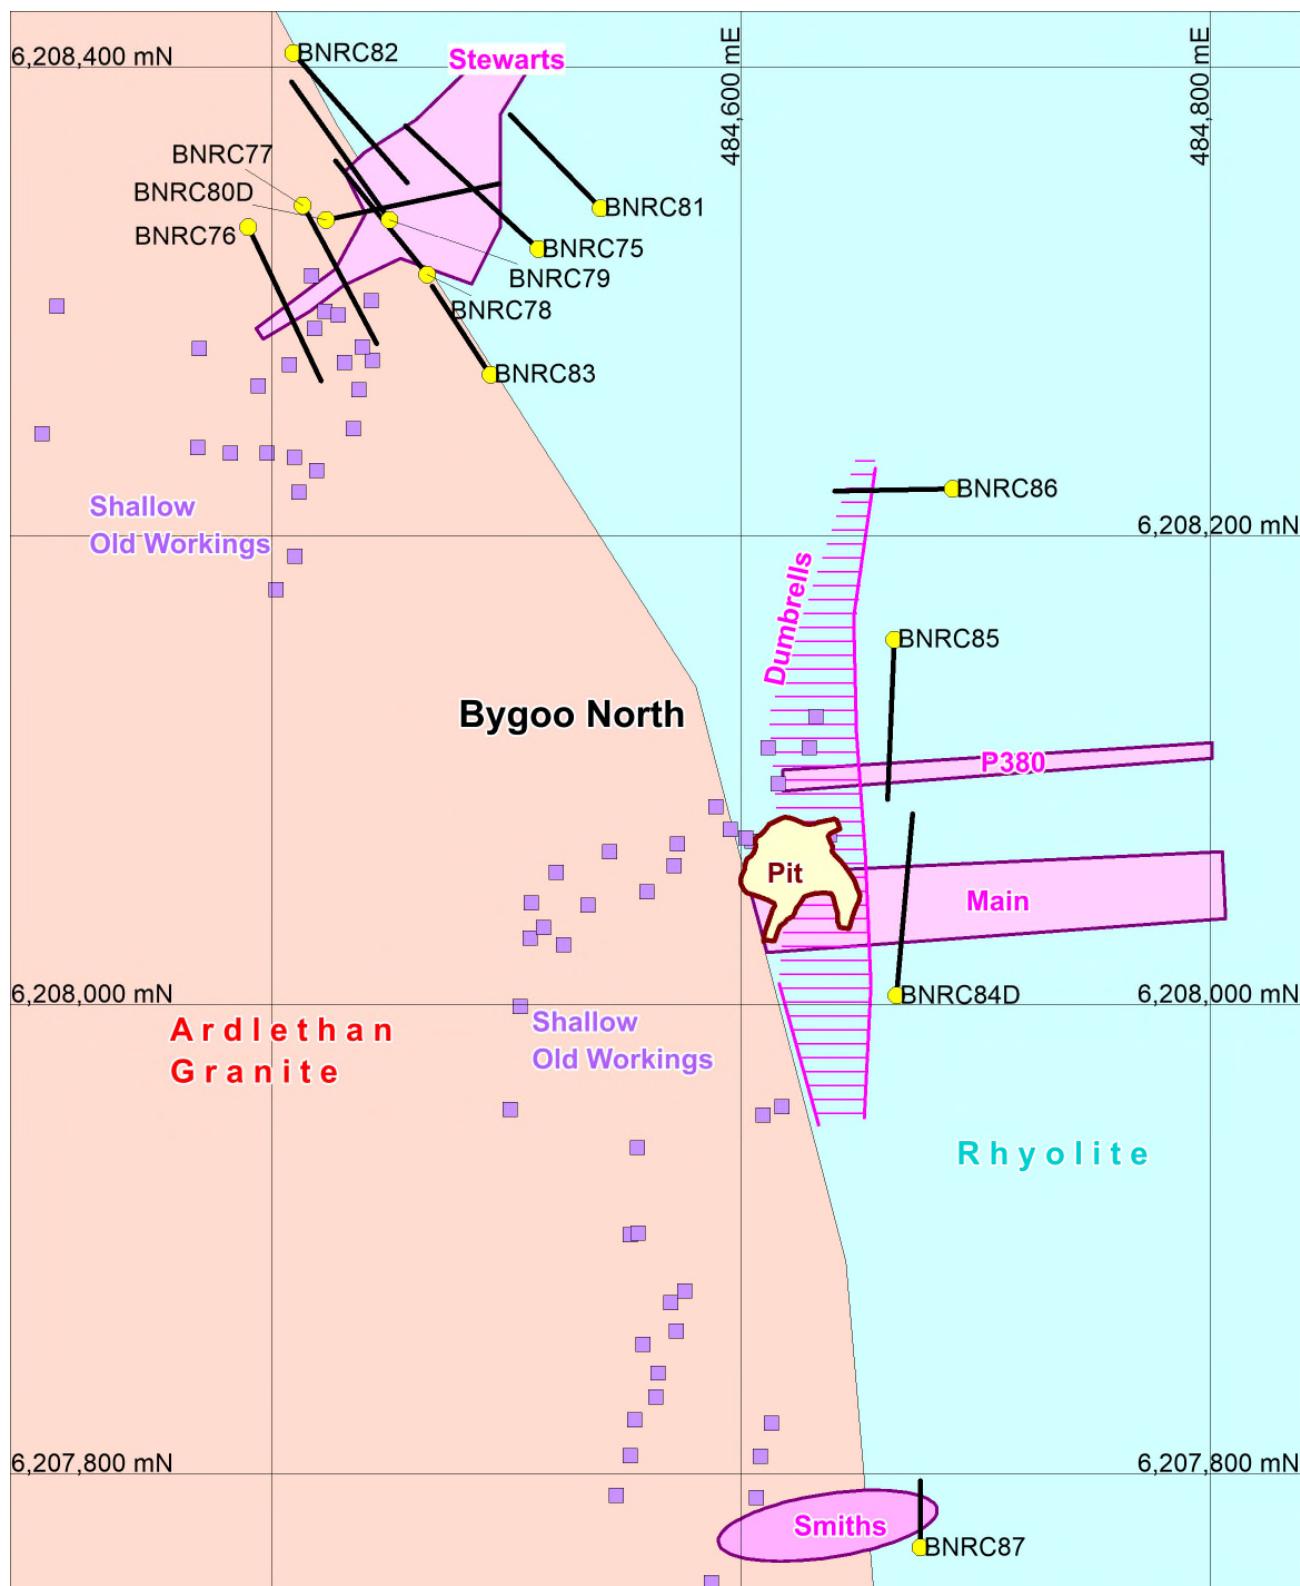 6,208,400 mN
BNRC82
Stewarts
484,600 mE
484,800 mE
BNRC77
BNRC80D
BNRC76
BNRC81
BNRC75
BNRC79
BNRC78
BNRC83
Shallow
Old Workings
BNRC86
6,208,200 mN
Dumbrells
BNRC85
Bygoo North
P380
Pit
Main
6,208,000 mN
BNRC84D
6,208,000 mN
Ardlethan
Granite
Shallow
Old Workings
Rhyolite
6,207,800 mN
6,207,800 mN
Smiths
BNRC87